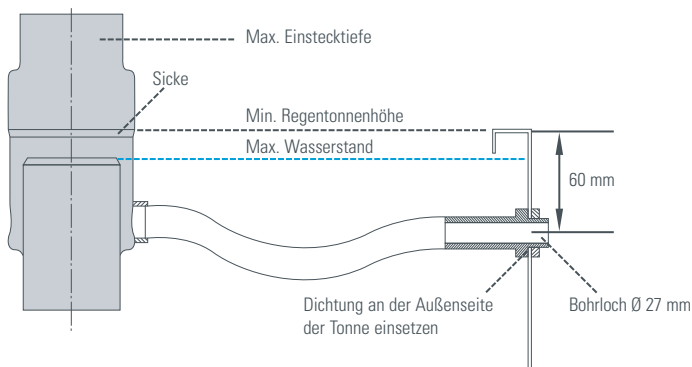 Max. Einstecktiefe
Sicke
Min. Regentonnenhöhe
Max. Wasserstand
60 mm
Dichtung an der Außenseite
der Tonne einsetzen
Bohrloch Ø 27 mm